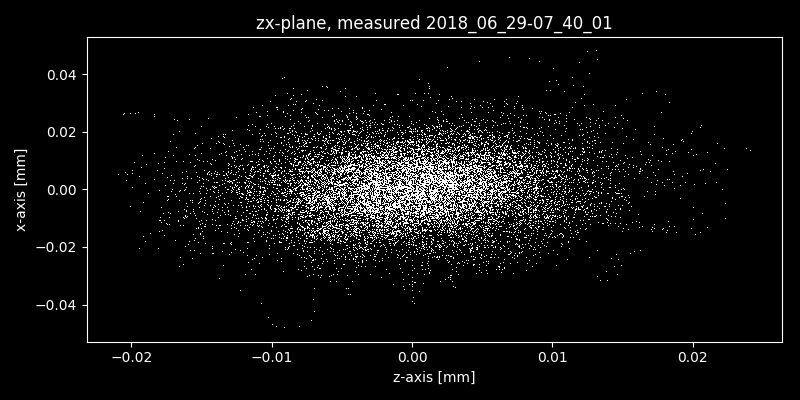 zx-plane, measured 2018_06_29-07_40_01
0.04
0.02
0.00
−0.02
−0.04
x-axis [mm]
−0.02 −0.01 0.00 0.01 0.02
z-axis [mm]